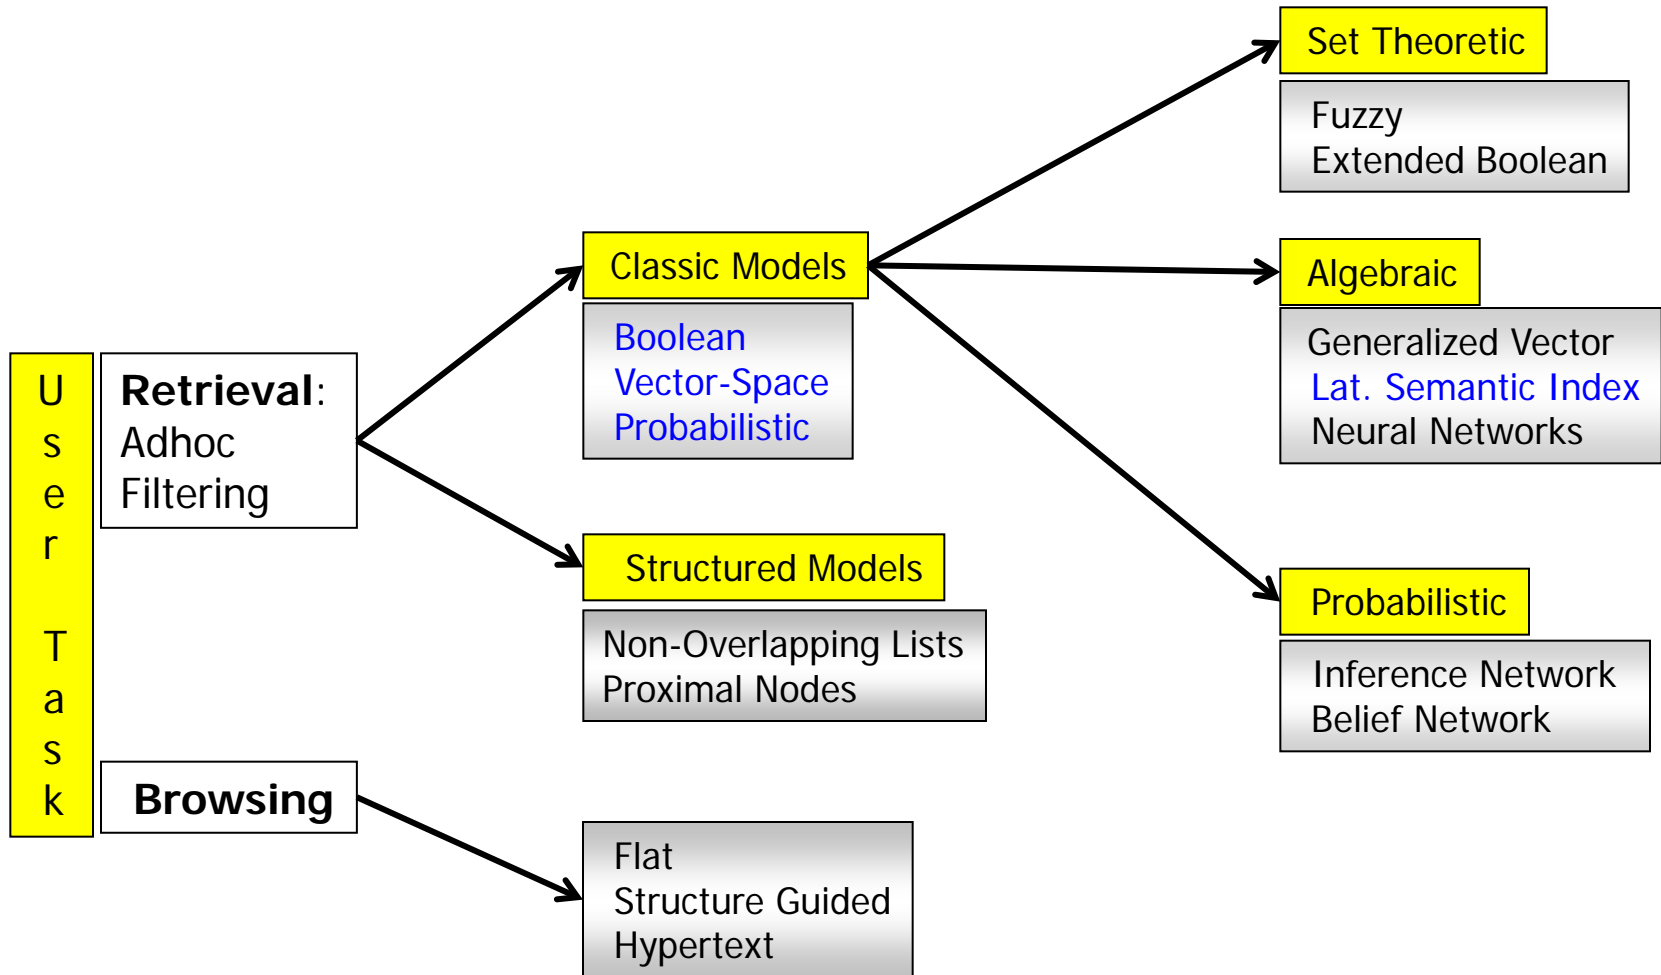 User Task
Retrieval:
Adhoc
Filtering
Browsing
Classic Models
Boolean
Vector-Space
Probabilistic
Structured Models
Non-Overlapping Lists
Proximal Nodes
Flat
Structure Guided
Hypertext
Set Theoretic
Fuzzy
Extended Boolean
Algebraic
Generalized Vector
Lat. Semantic Index
Neural Networks
Probabilistic
Inference Network
Belief Network